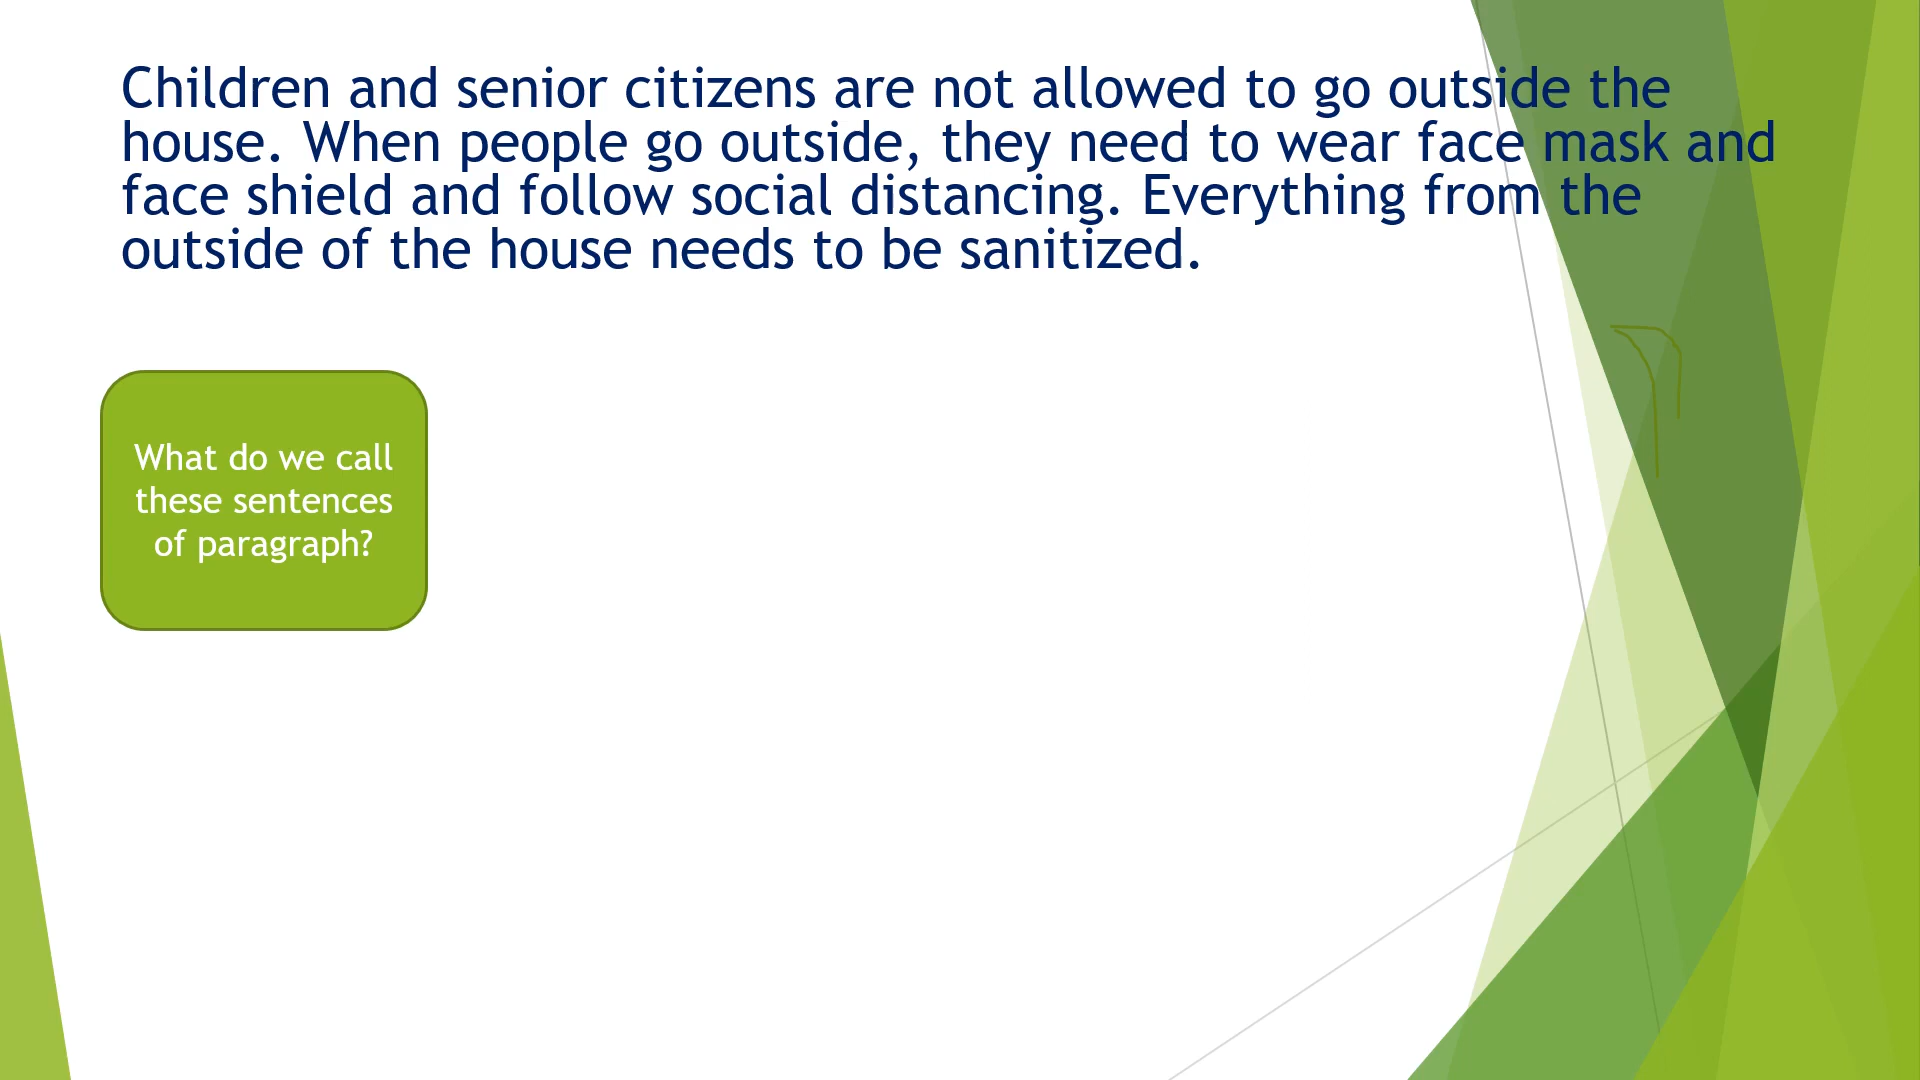 Children and senior citizens are not allowed to go outside the
house. When people go outside, they need to wear face mask and
face shield and follow social distancing. Everything from the
outside of the house needs to be sanitized.
What do we call
these sentences
of paragraph?